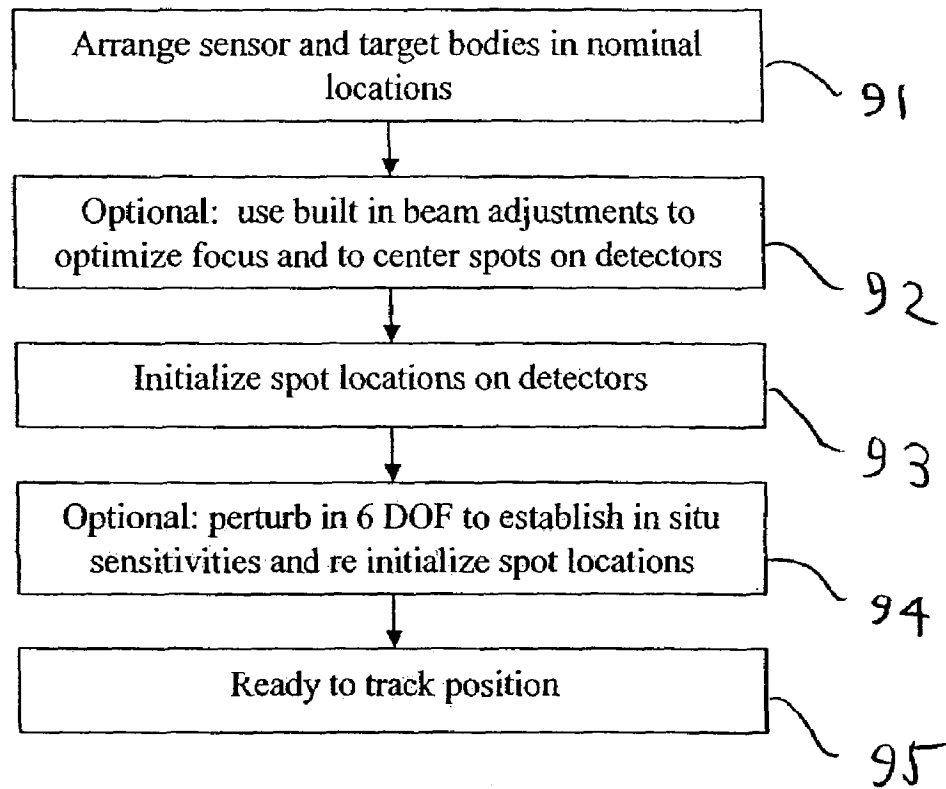 Arrange sensor and target bodies in nominal
locations
91
Optional: use built in beam adjustments to
optimize focus and to center spots on detectors
92
Initialize spot locations on detectors
93
Optional: perturb in 6 DOF to establish in situ
sensitivities and re initialize spot locations
94
Ready to track position
95